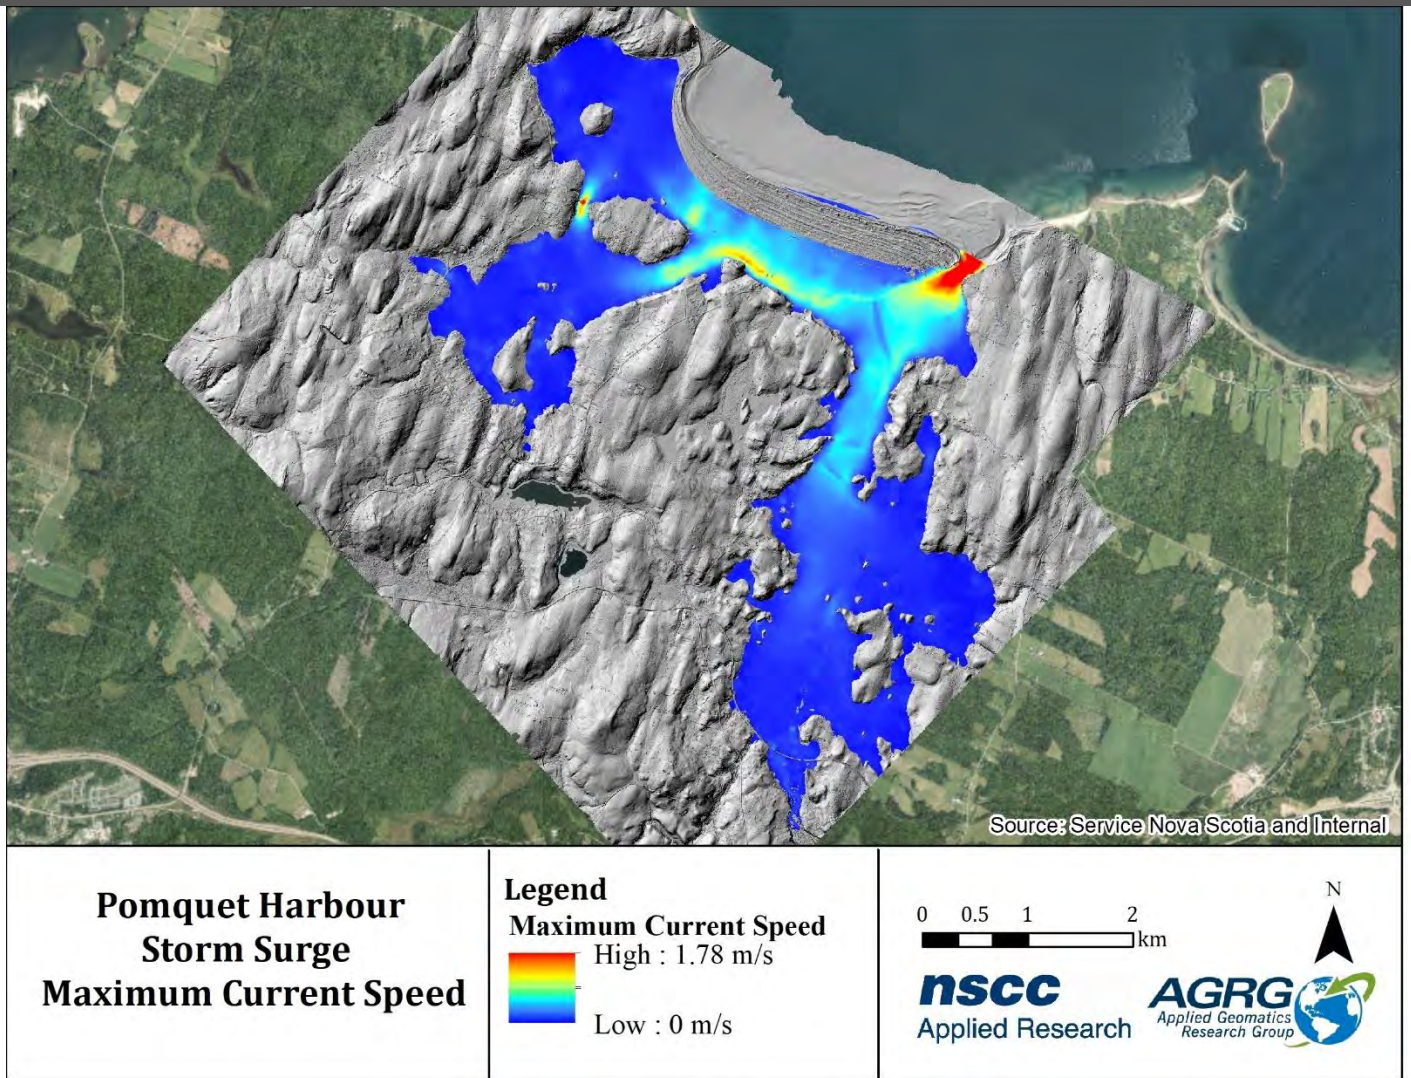 Source: Service Nova Scotia and Internal
Pomquet Harbour
Storm Surge
Maximum Current Speed
Legend
Maximum Current Speed
High : 1.78 m/s
Low : 0 m/s
0 0.5 1 2
km
N
nscc
Applied Research
AGRG
Applied Geomatics
Research Group